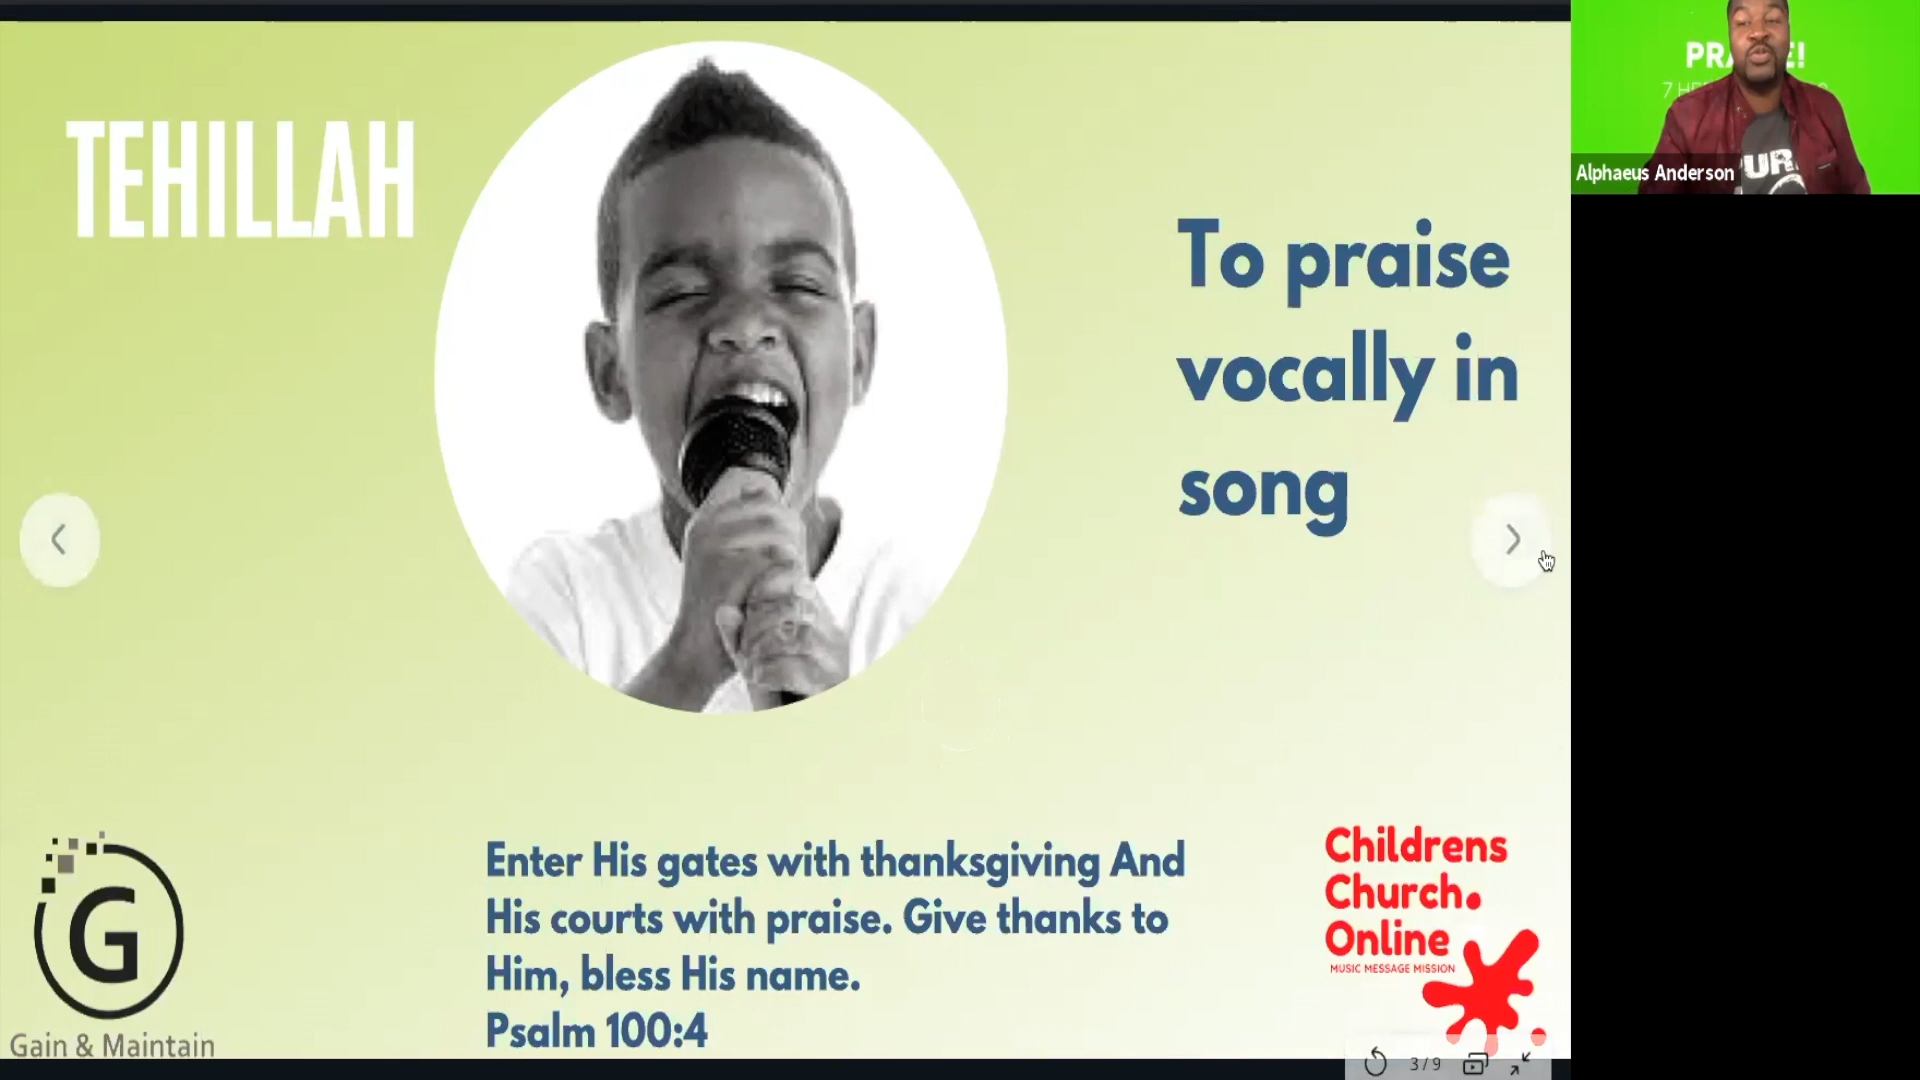 TEHILLAH
To praise
vocally in
song
Enter His gates with thanksgiving And
His courts with praise. Give thanks to
Him, bless His name.
Psalm 100:4
G
Gain & Maintain
Childrens
Church.
Online
MUSIC MESSAGE MISSION
3/9
Alphaeus Anderson